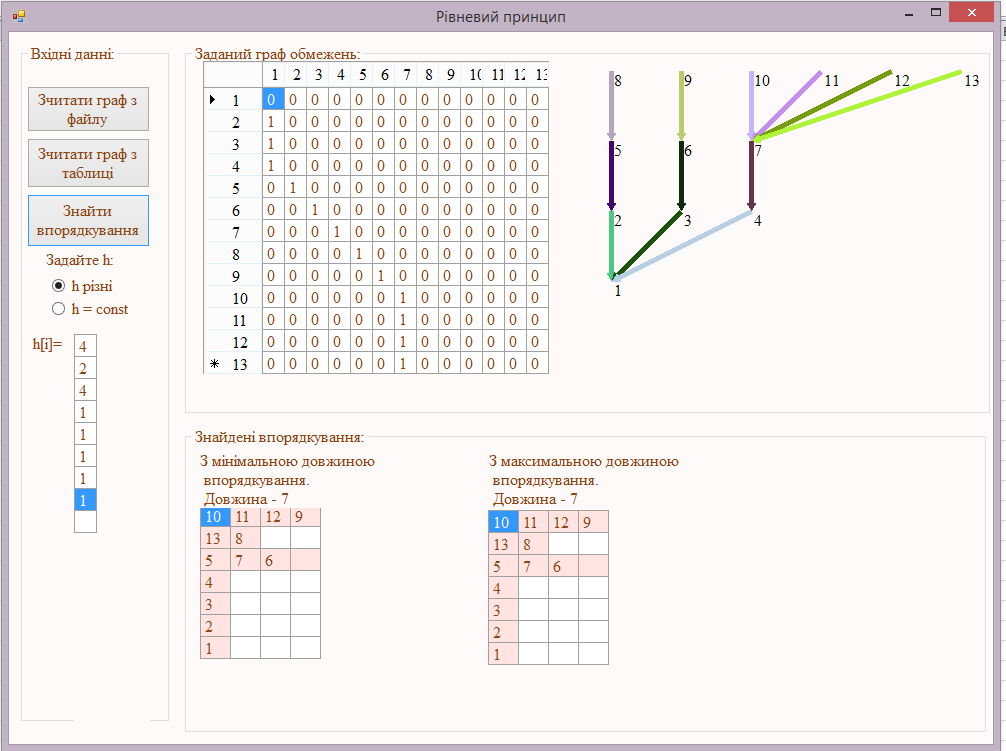 Рівневий принцип
Вхідні данні:
Зчитати граф з
файлу
Зчитати граф з
таблиці
Знайти
впорядкування
Задайте h:
h різні
h = const
h[i]=
4
2
4
1
1
1
1
1
Заданий граф обмежень:
1 2 3 4 5 6 7 8 9 10 11 12 13
1 0 0 0 0 0 0 0 0 0 0 0 0 0
2 1 0 0 0 0 0 0 0 0 0 0 0 0
3 1 0 0 0 0 0 0 0 0 0 0 0 0
4 1 0 0 0 0 0 0 0 0 0 0 0 0
5 0 1 0 0 0 0 0 0 0 0 0 0 0
6 0 0 1 0 0 0 0 0 0 0 0 0 0
7 0 0 0 1 0 0 0 0 0 0 0 0 0
8 0 0 0 0 1 0 0 0 0 0 0 0 0
9 0 0 0 0 0 1 0 0 0 0 0 0 0
10 0 0 0 0 0 0 1 0 0 0 0 0 0
11 0 0 0 0 0 0 1 0 0 0 0 0 0
12 0 0 0 0 0 0 1 0 0 0 0 0 0
* 13 0 0 0 0 0 0 1 0 0 0 0 0 0
8 9 10 11 12 13
5 6 7
2 3 4
1
Знайдені впорядкування:
З мінімальною довжиною
впорядкування.
Довжина - 7
10 11 12 9
13 8
5 7 6
4
3
2
1
З максимальною довжиною
впорядкування.
Довжина - 7
10 11 12 9
13 8
5 7 6
4
3
2
1